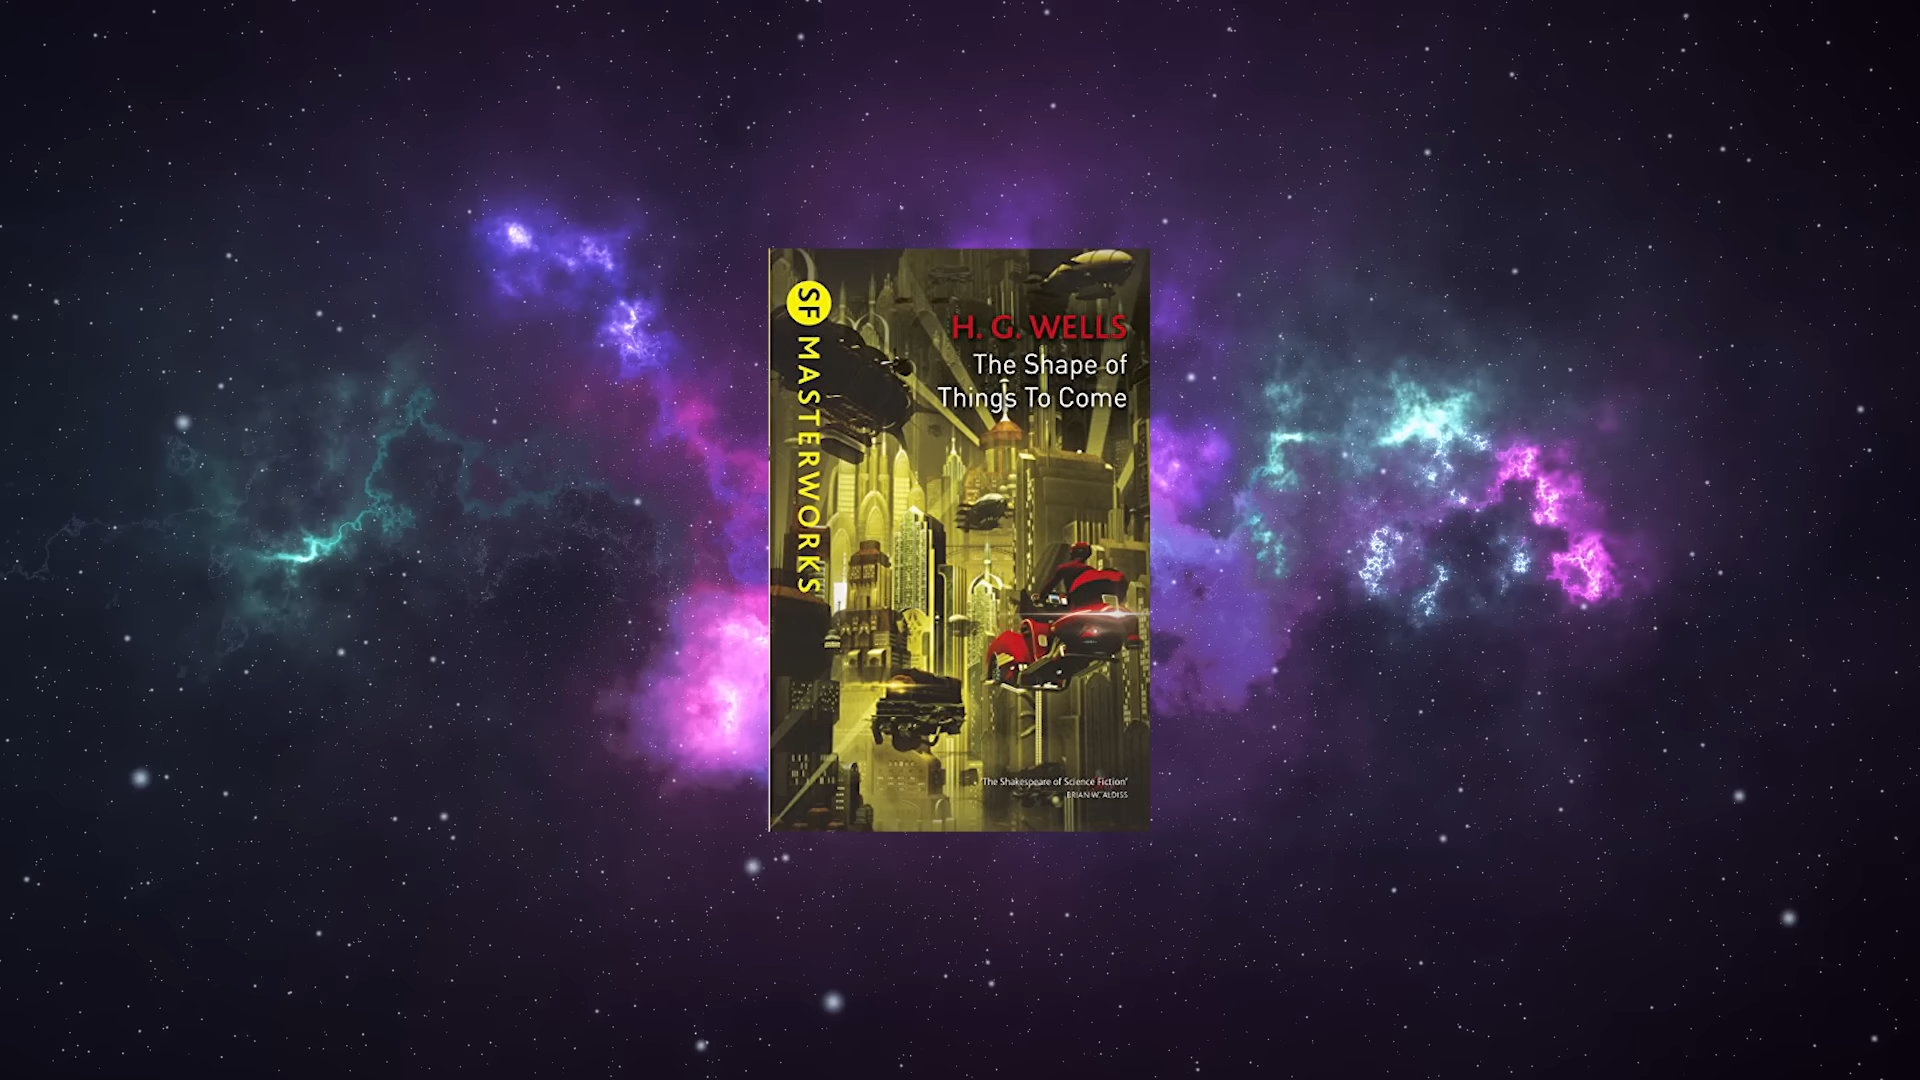 SF MASTERWORKS
H. G. WELLS
The Shape of
Things To Come
'The Shakespeare of Science Fiction'
BRIAN W. ALDISS